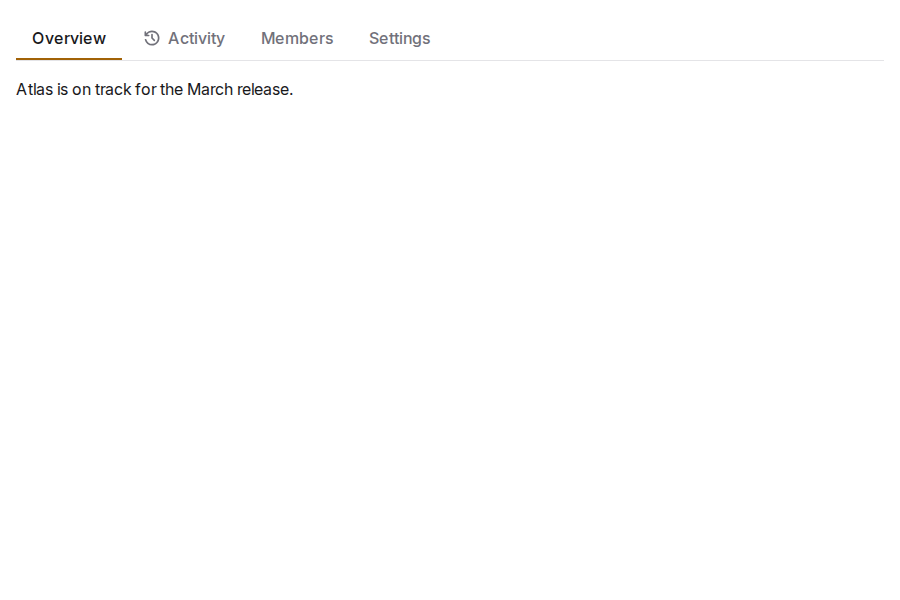 Overview Activity Members Settings
Atlas is on track for the March release.